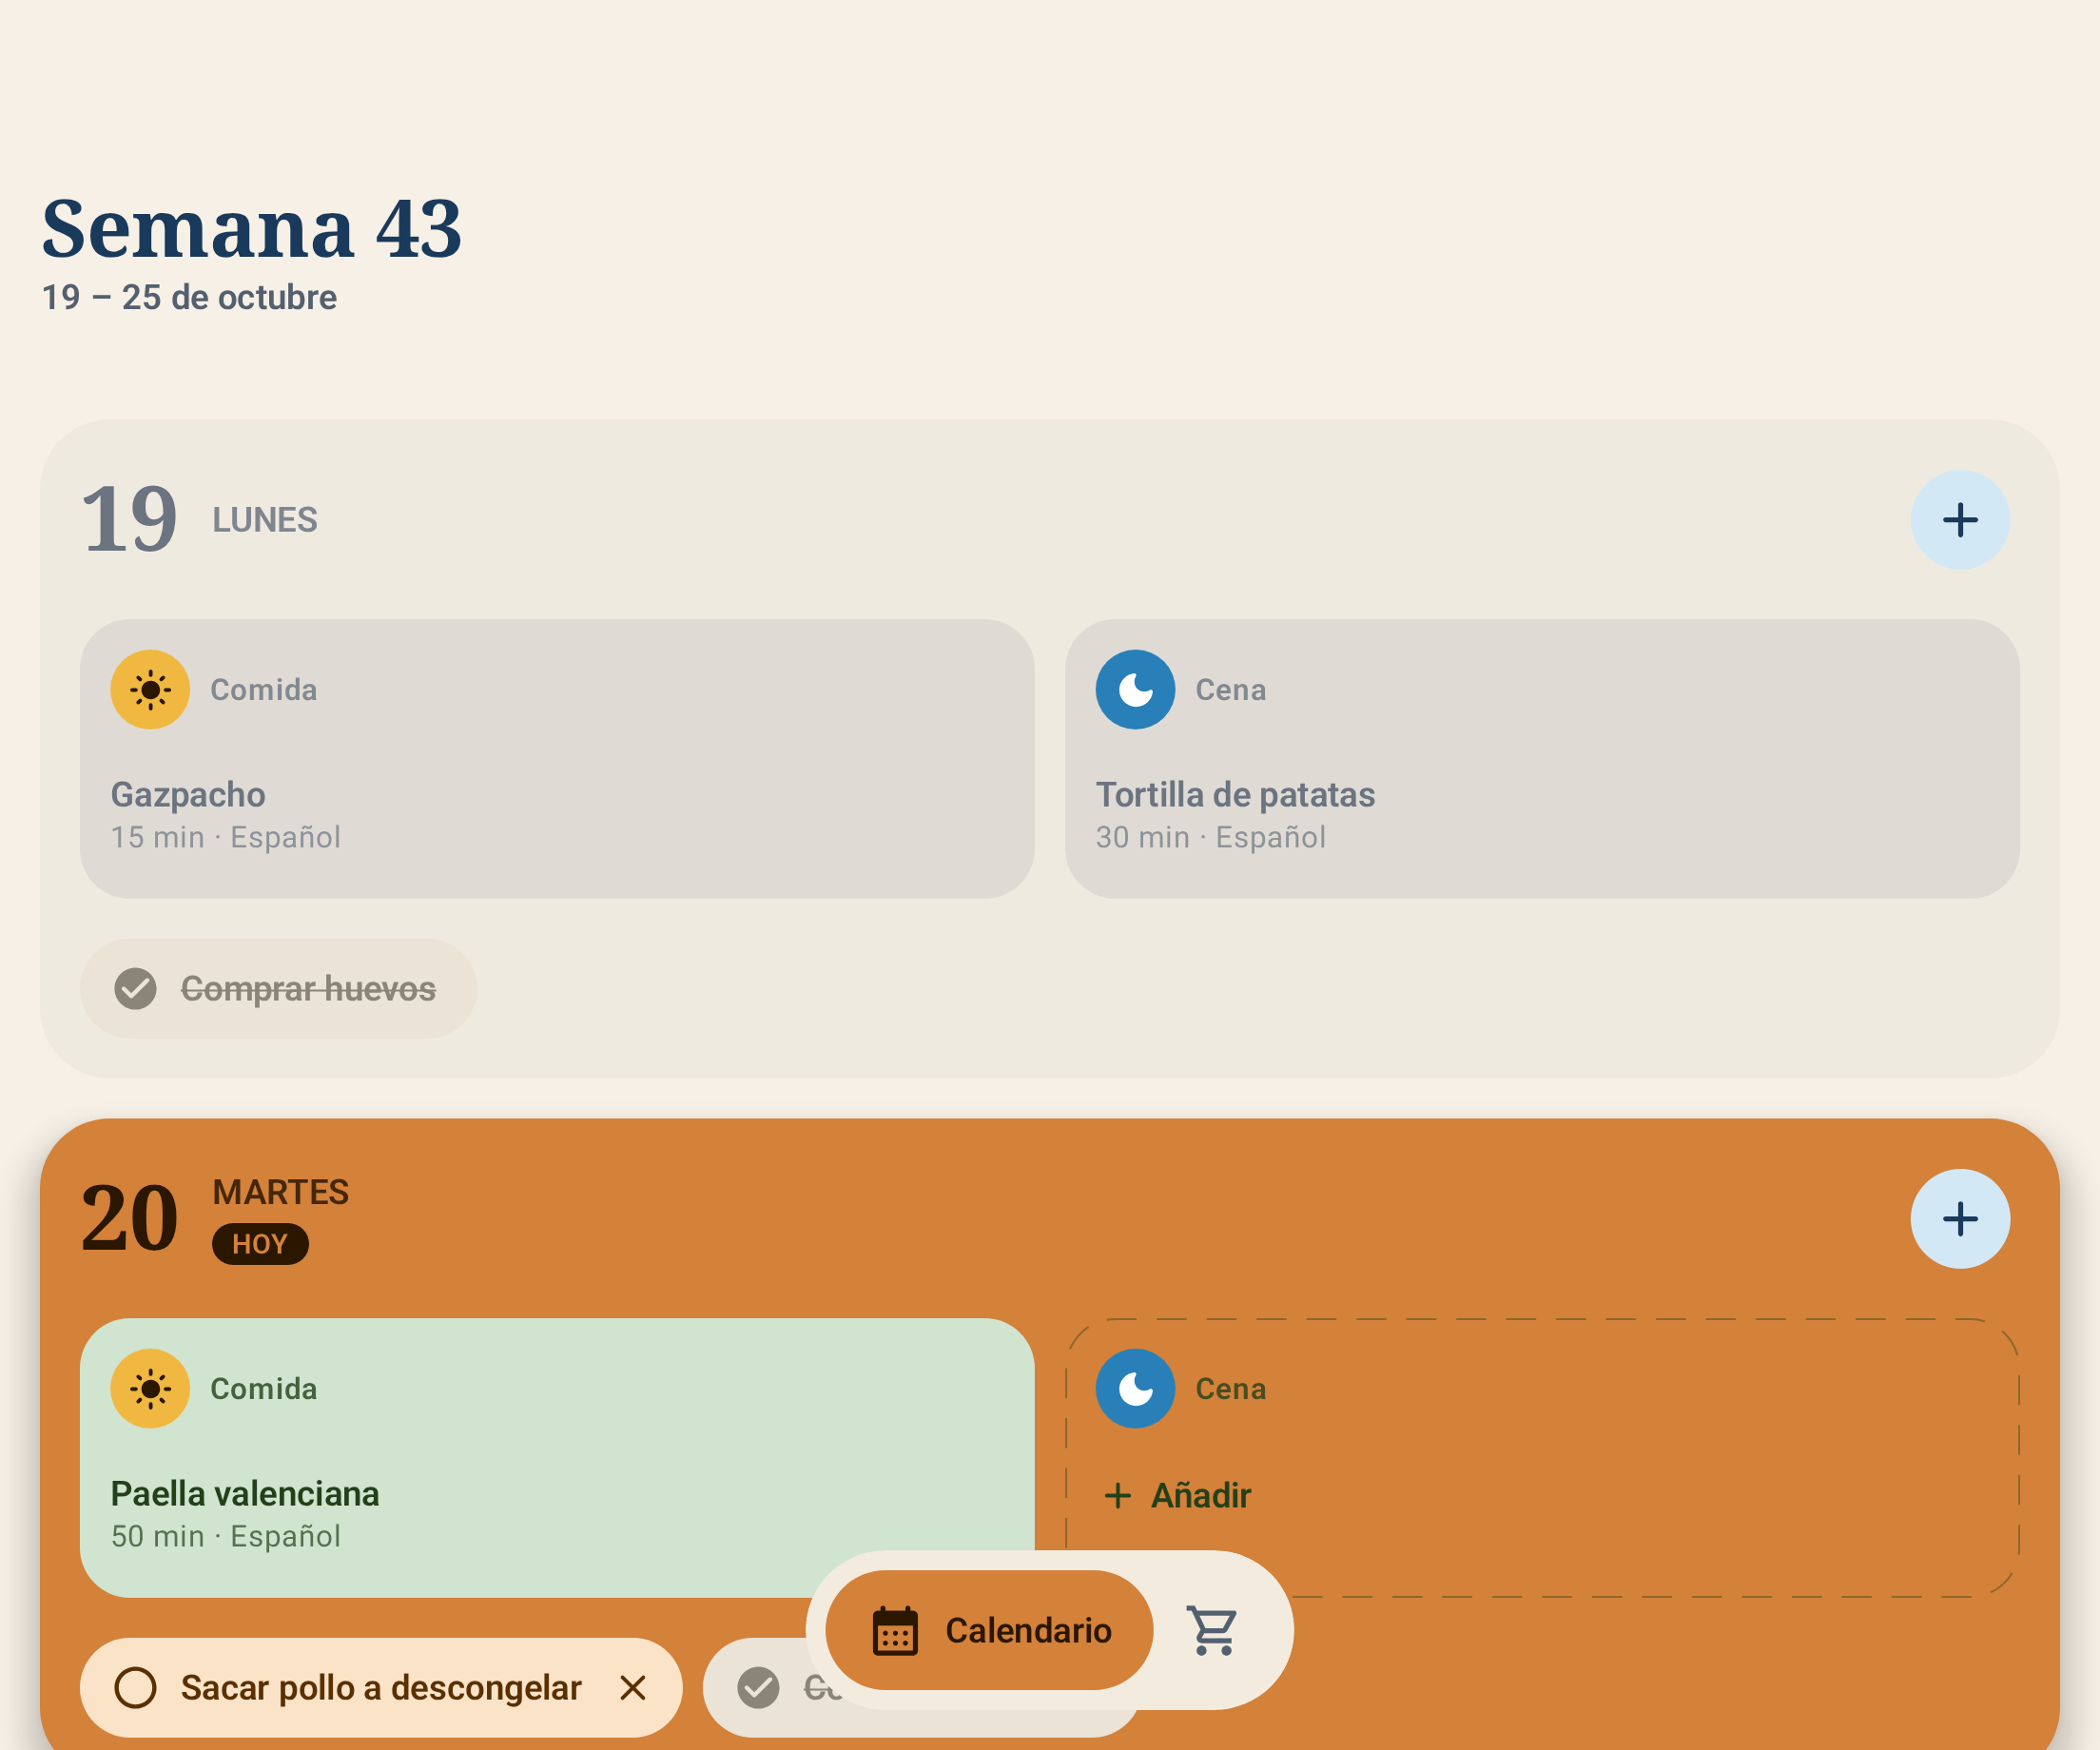 Semana 43
19 – 25 de octubre
19 LUNES
Comida
Gazpacho
15 min · Español
Cena
Tortilla de patatas
30 min · Español
Comprar huevos
20 MARTES
HOY
Comida
Paella valenciana
50 min · Español
Cena
Añadir
Sacar pollo a descongelar
Calendario